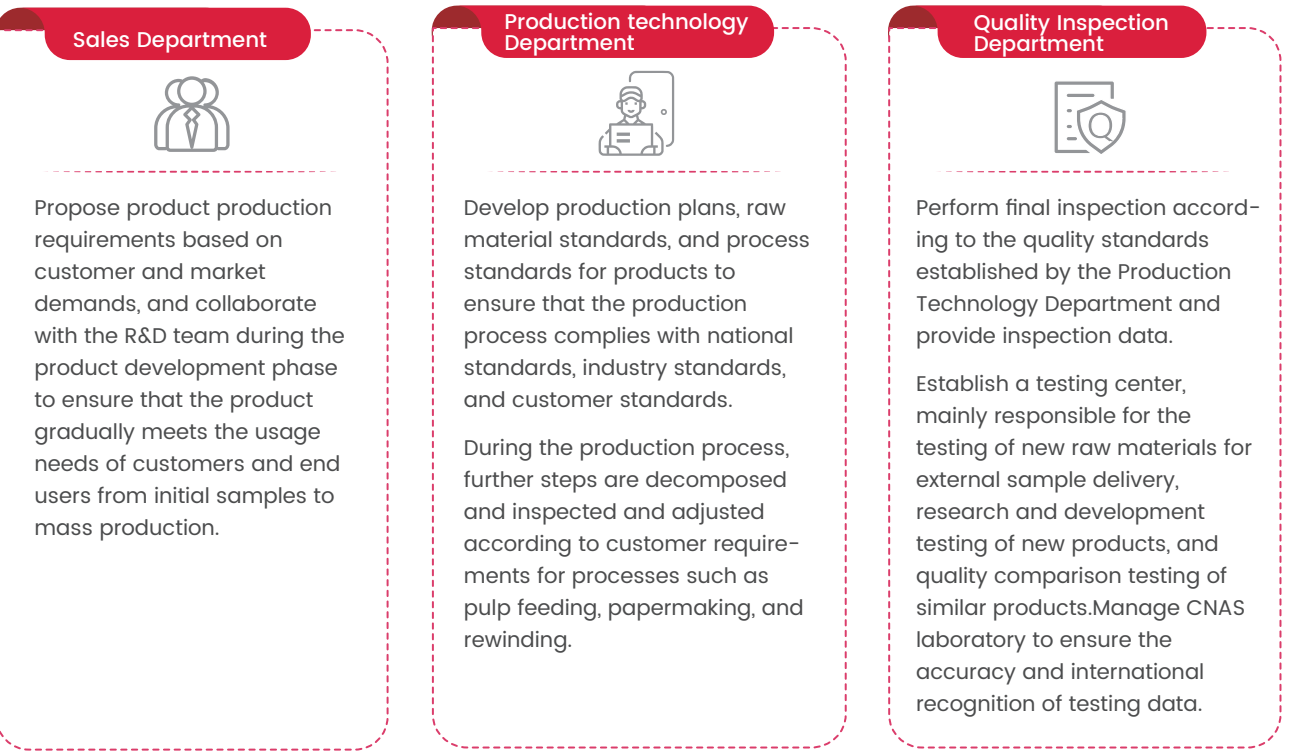 Sales Department
Propose product production
requirements based on
customer and market
demands, and collaborate
with the R&D team during the
product development phase
to ensure that the product
gradually meets the usage
needs of customers and end
users from initial samples to
mass production.
Production technology
Department
Develop production plans, raw
material standards, and process
standards for products to
ensure that the production
process complies with national
standards, industry standards,
and customer standards.
During the production process,
further steps are decomposed
and inspected and adjusted
according to customer require-
ments for processes such as
pulp feeding, papermaking, and
rewinding.
Quality Inspection
Department
Q
Perform final inspection accord-
ing to the quality standards
established by the Production
Technology Department and
provide inspection data.
Establish a testing center,
mainly responsible for the
testing of new raw materials for
external sample delivery,
research and development
testing of new products, and
quality comparison testing of
similar products.Manage CNAS
laboratory to ensure the
accuracy and international
recognition of testing data.